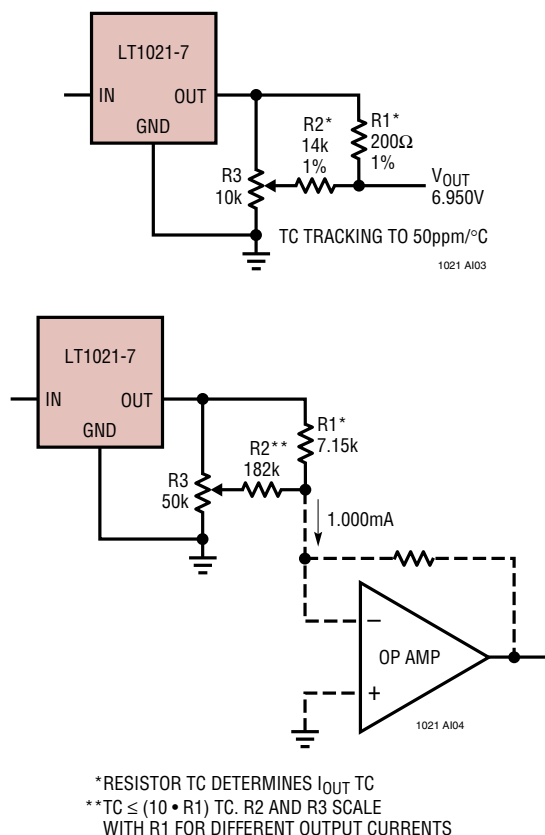 LT1021-7
IN
OUT
GND
R2*
14k
1%
R1*
200Ω
1%
R3
10k
VOUT
6.950V
TC TRACKING TO 50ppm/°C
1021 AI03
LT1021-7
IN
OUT
GND
R1*
7.15k
R2**
182k
R3
50k
1.000mA
−
OP AMP
+
1021 AI04
*RESISTOR TC DETERMINES IOUT TC
**TC ≤ (10 • R1) TC. R2 AND R3 SCALE
WITH R1 FOR DIFFERENT OUTPUT CURRENTS